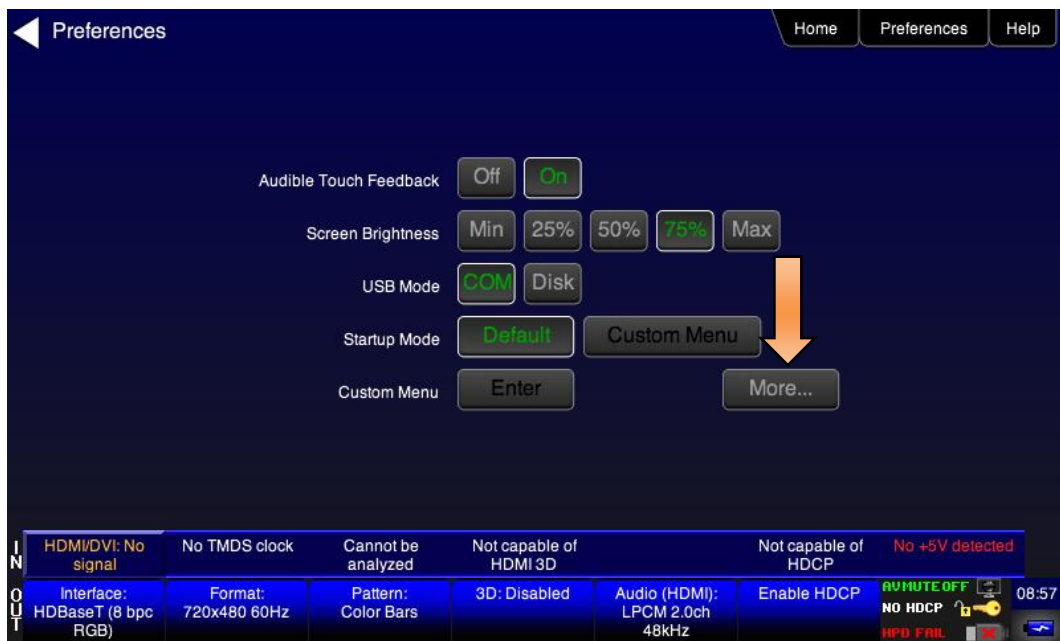 Preferences
Home
Preferences
Help
Audible Touch Feedback
Off
On
Screen Brightness
Min
25%
50%
75%
Max
USB Mode
COM
Disk
Startup Mode
Default
Custom Menu
Custom Menu
Enter
More...
IN
HDMI/DVI: No
signal
No TMDS clock
Cannot be
analyzed
Not capable of
HDMI 3D
Not capable of
HDCP
No +5V detected
OUT
Interface:
HDBaseT (8 bpc
RGB)
Format:
720x480 60Hz
Pattern:
Color Bars
3D: Disabled
Audio (HDMI):
LPCM 2.0ch
48kHz
Enable HDCP
AVMUTEOFF
NO HDCP
HPD FAIL
08:57